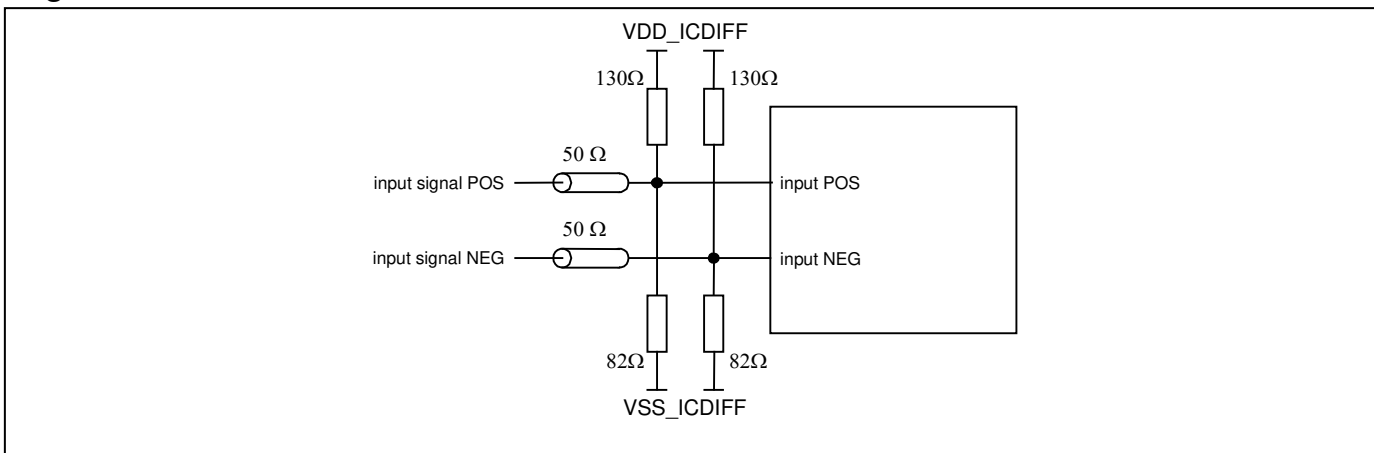 VDD_ICDIFF
130Ω 130Ω
50 Ω
input signal POS input POS
50 Ω
input signal NEG input NEG
82Ω 82Ω
VSS_ICDIFF